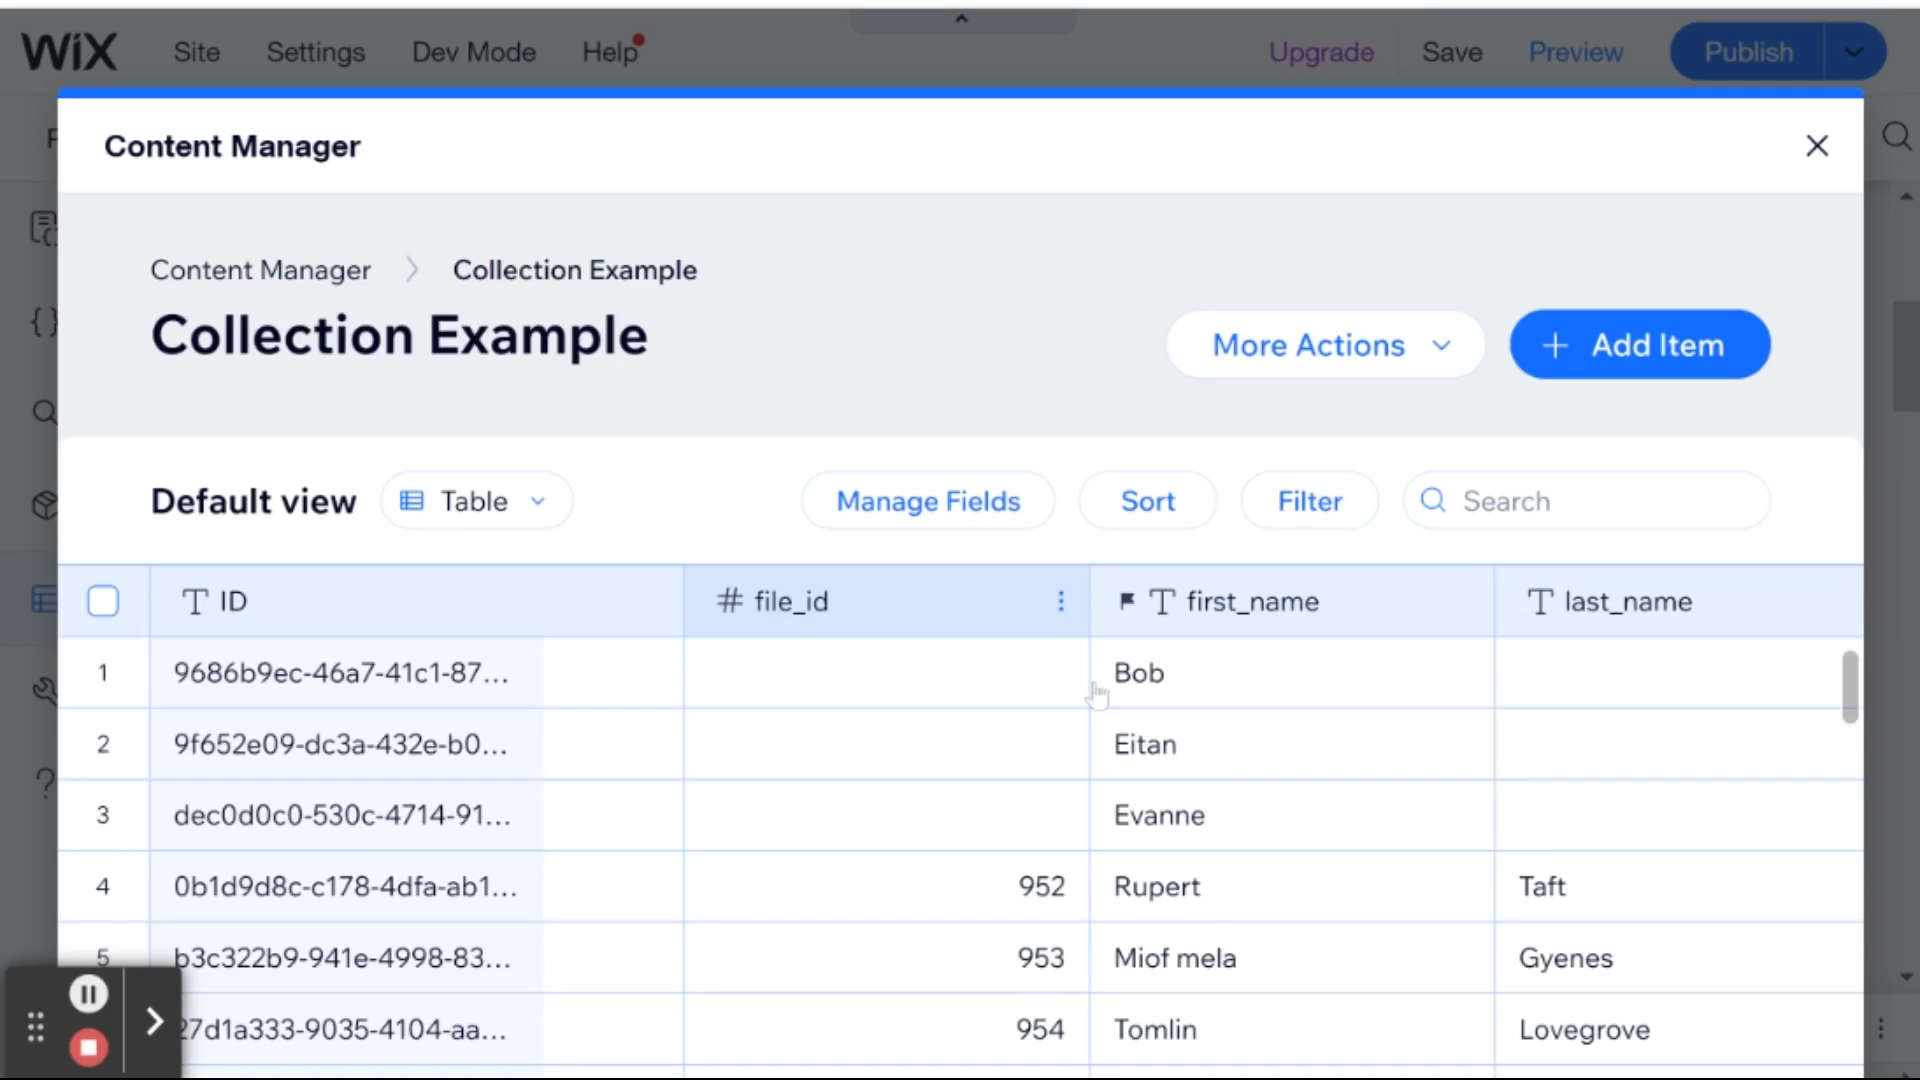 WiX Site Settings Dev Mode Help Upgrade Save Preview Publish
Content Manager
Content Manager Collection Example
Collection Example
More Actions + Add Item
Default view Table Manage Fields Sort Filter Search
T ID # file_id T first_name T last_name
1 9686b9ec-46a7-41c1-87... Bob
2 9f652e09-dc3a-432e-b0... Eitan
3 dec0d0c0-530c-4714-91... Evanne
4 0b1d9d8c-c178-4dfa-ab1... 952 Rupert Taft
5 b3c322b9-941e-4998-83... 953 Miof mela Gyenes
27d1a333-9035-4104-aa... 954 Tomlin Lovegrove